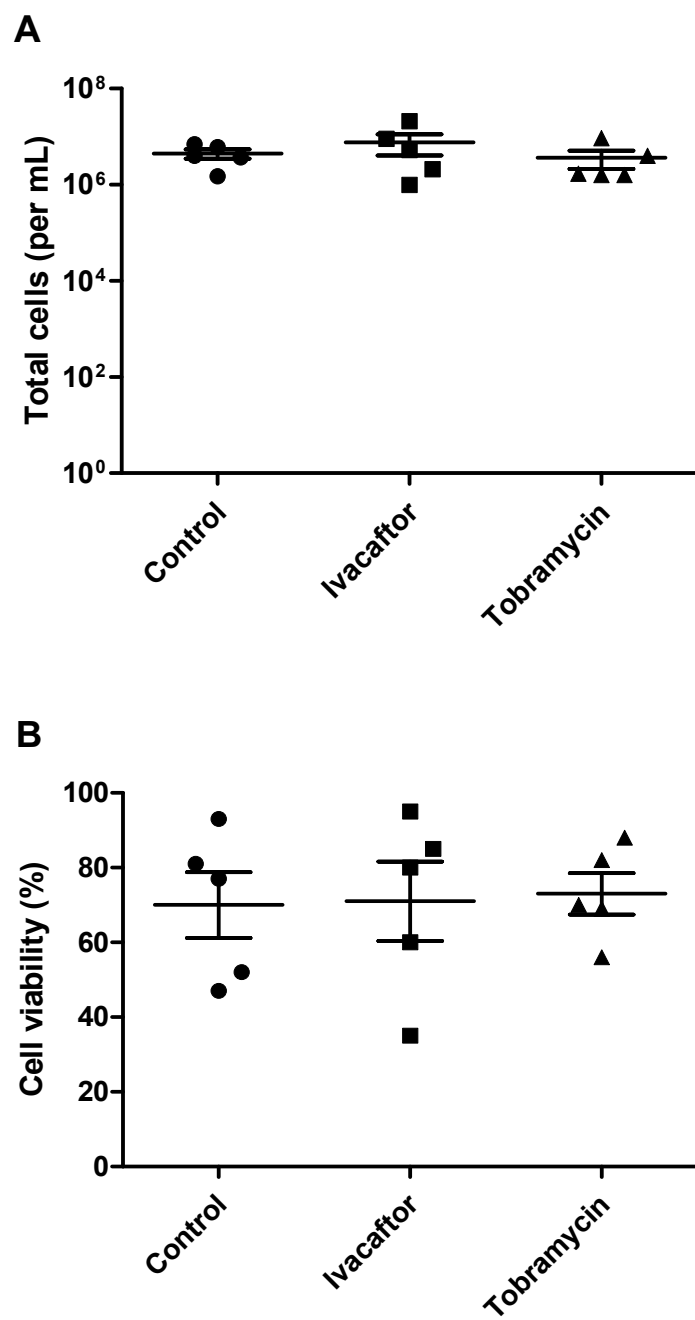 A
Total cells (per mL)
10⁸
10⁶
10⁴
10²
10⁰
Control
Ivacaftor
Tobramycin
B
Cell viability (%)
100
80
60
40
20
0
Control
Ivacaftor
Tobramycin